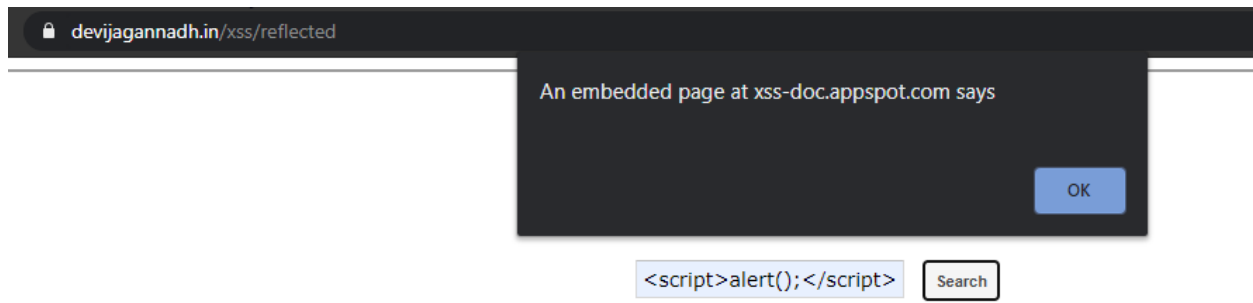 devijagannadh.in/xss/reflected
An embedded page at xss-doc.appspot.com says
OK
<script>alert();</script>
Search